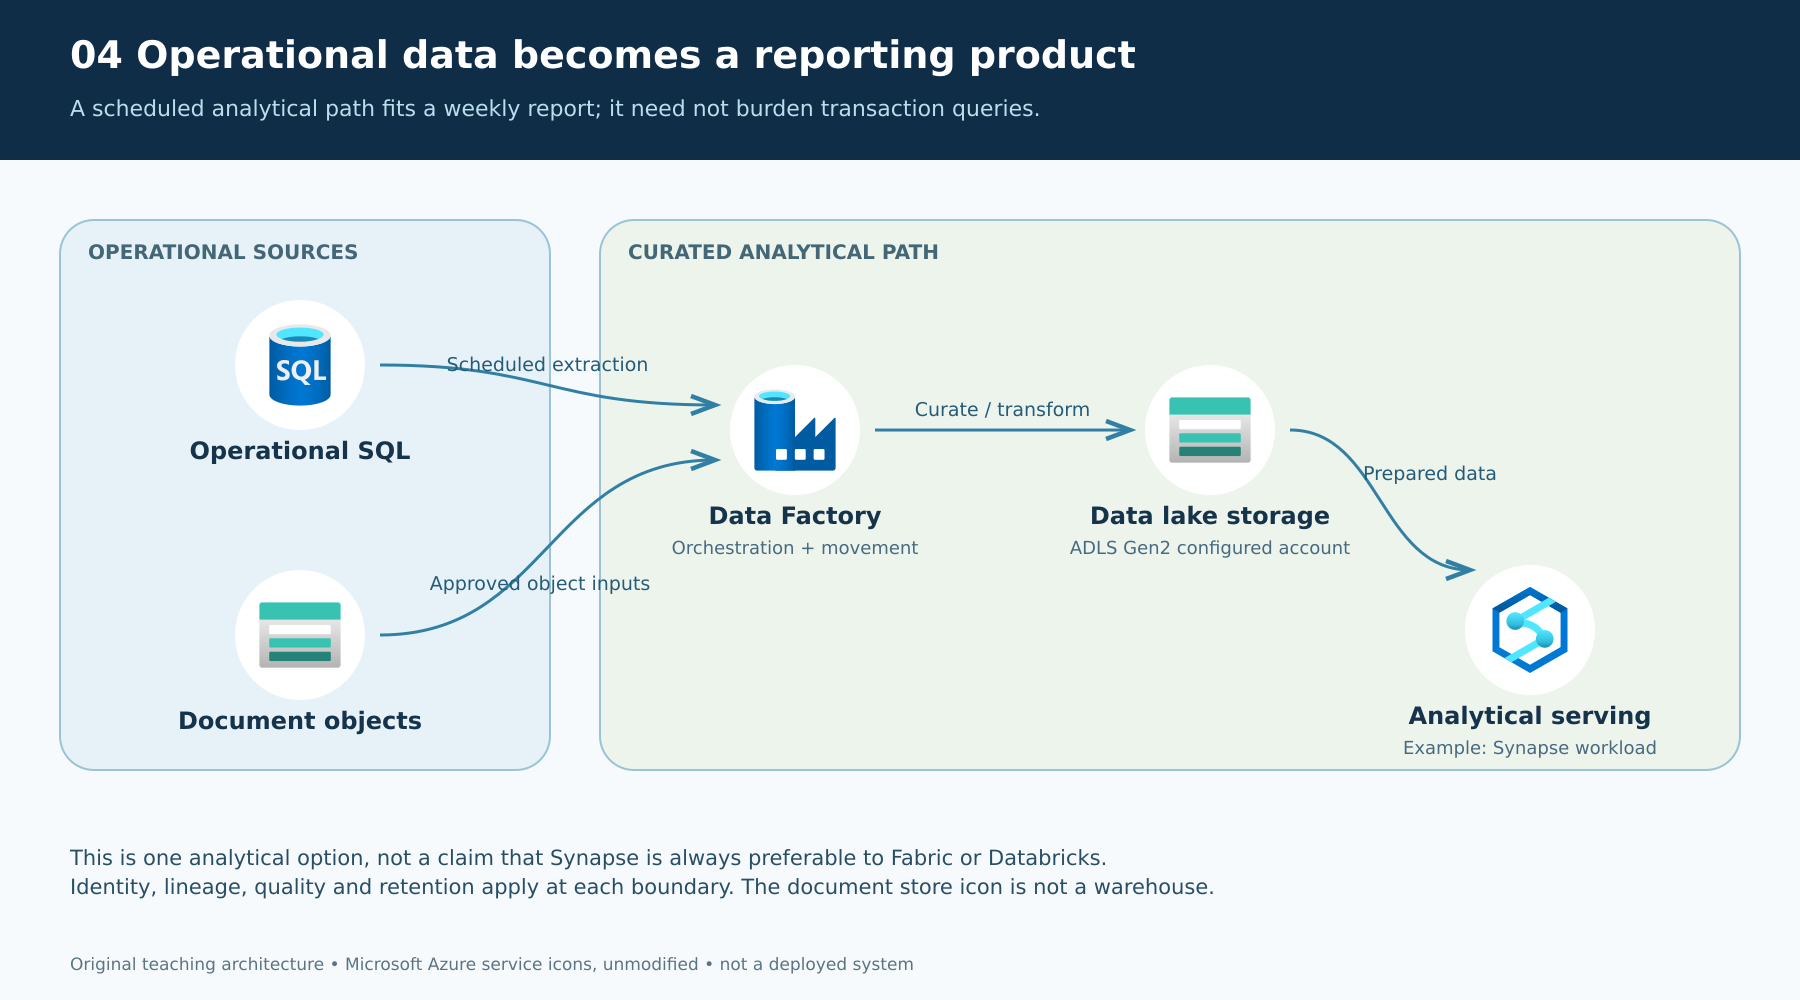 04 Operational data becomes a reporting product
A scheduled analytical path fits a weekly report; it need not burden transaction queries.
OPERATIONAL SOURCES
SQL
Operational SQL
Document objects
Scheduled extraction
Approved object inputs
CURATED ANALYTICAL PATH
Data Factory
Orchestration + movement
Curate / transform
Data lake storage
ADLS Gen2 configured account
Prepared data
Analytical serving
Example: Synapse workload
This is one analytical option, not a claim that Synapse is always preferable to Fabric or Databricks.
Identity, lineage, quality and retention apply at each boundary. The document store icon is not a warehouse.
Original teaching architecture • Microsoft Azure service icons, unmodified • not a deployed system